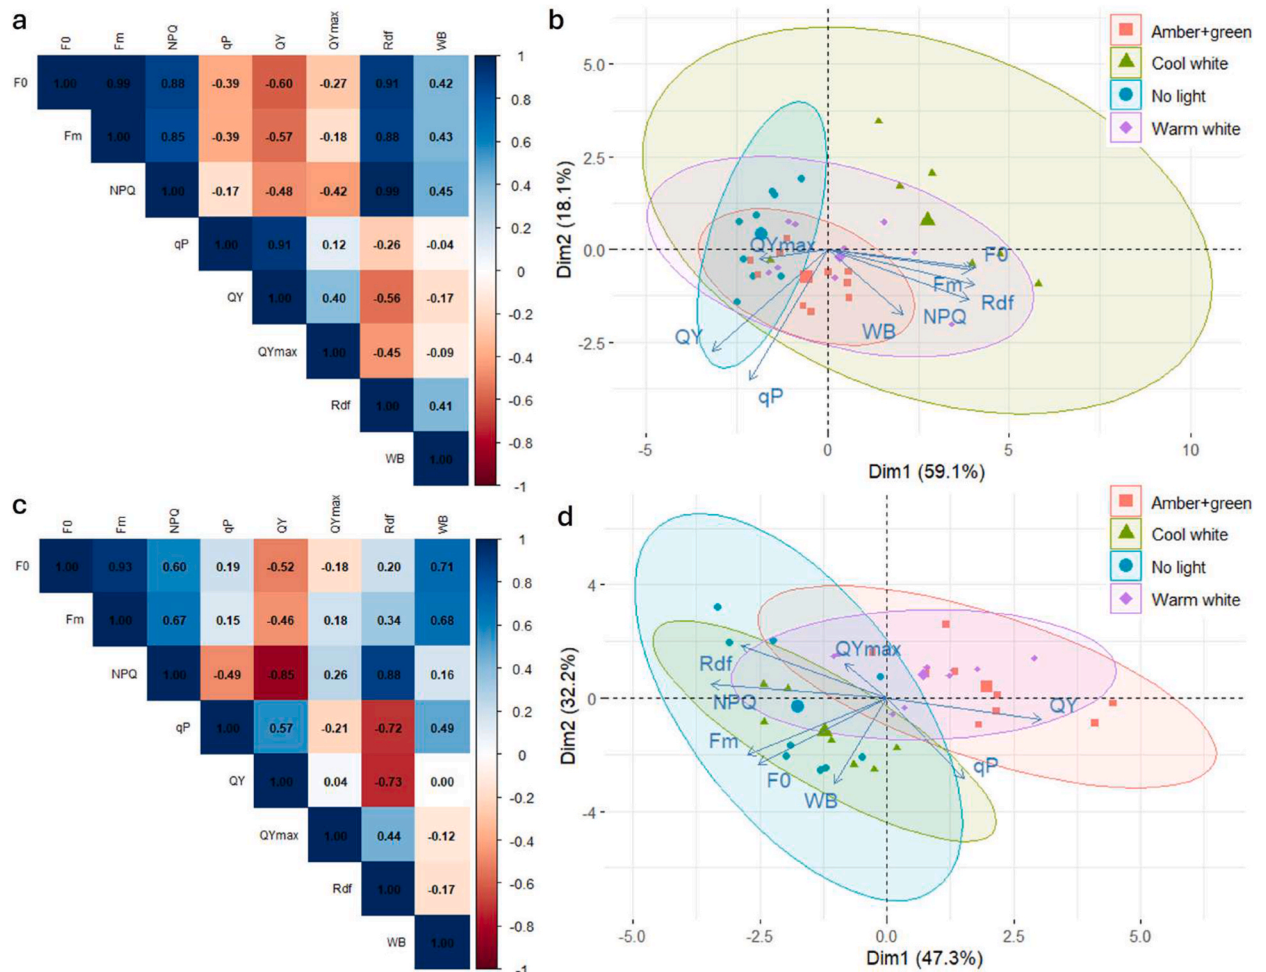 a
F0 Fm NPQ qP QY QYmax Rdf WB
F0 1.00 0.99 0.88 -0.39 -0.60 -0.27 0.91 0.42
Fm 1.00 0.85 -0.39 -0.57 -0.18 0.88 0.43
NPQ 1.00 -0.17 -0.48 -0.42 0.99 0.45
qP 1.00 0.91 0.12 -0.26 -0.04
QY 1.00 0.40 -0.56 -0.17
QYmax 1.00 -0.45 -0.09
Rdf 1.00 0.41
WB 1.00
1
0.8
0.6
0.4
0.2
0
-0.2
-0.4
-0.6
-0.8
-1
b
Amber+green
Cool white
No light
Warm white
Dim2 (18.1%)
5.0
2.5
0.0
-2.5
QYmax
F0
Fm
Rdf
NPQ
WB
QY
qP
-5 0 5 10
Dim1 (59.1%)
c
F0 Fm NPQ qP QY QYmax Rdf WB
F0 1.00 0.93 0.60 0.19 -0.52 -0.18 0.20 0.71
Fm 1.00 0.67 0.15 -0.46 0.18 0.34 0.68
NPQ 1.00 -0.49 -0.85 0.26 0.88 0.16
qP 1.00 0.57 -0.21 -0.72 0.49
QY 1.00 0.04 -0.73 0.00
QYmax 1.00 0.44 -0.12
Rdf 1.00 -0.17
WB 1.00
1
0.8
0.6
0.4
0.2
0
-0.2
-0.4
-0.6
-0.8
-1
d
Amber+green
Cool white
No light
Warm white
Dim2 (32.2%)
4
0
-4
QYmax
Rdf
NPQ
QY
Fm
F0
qP
WB
-5.0 -2.5 0.0 2.5 5.0
Dim1 (47.3%)